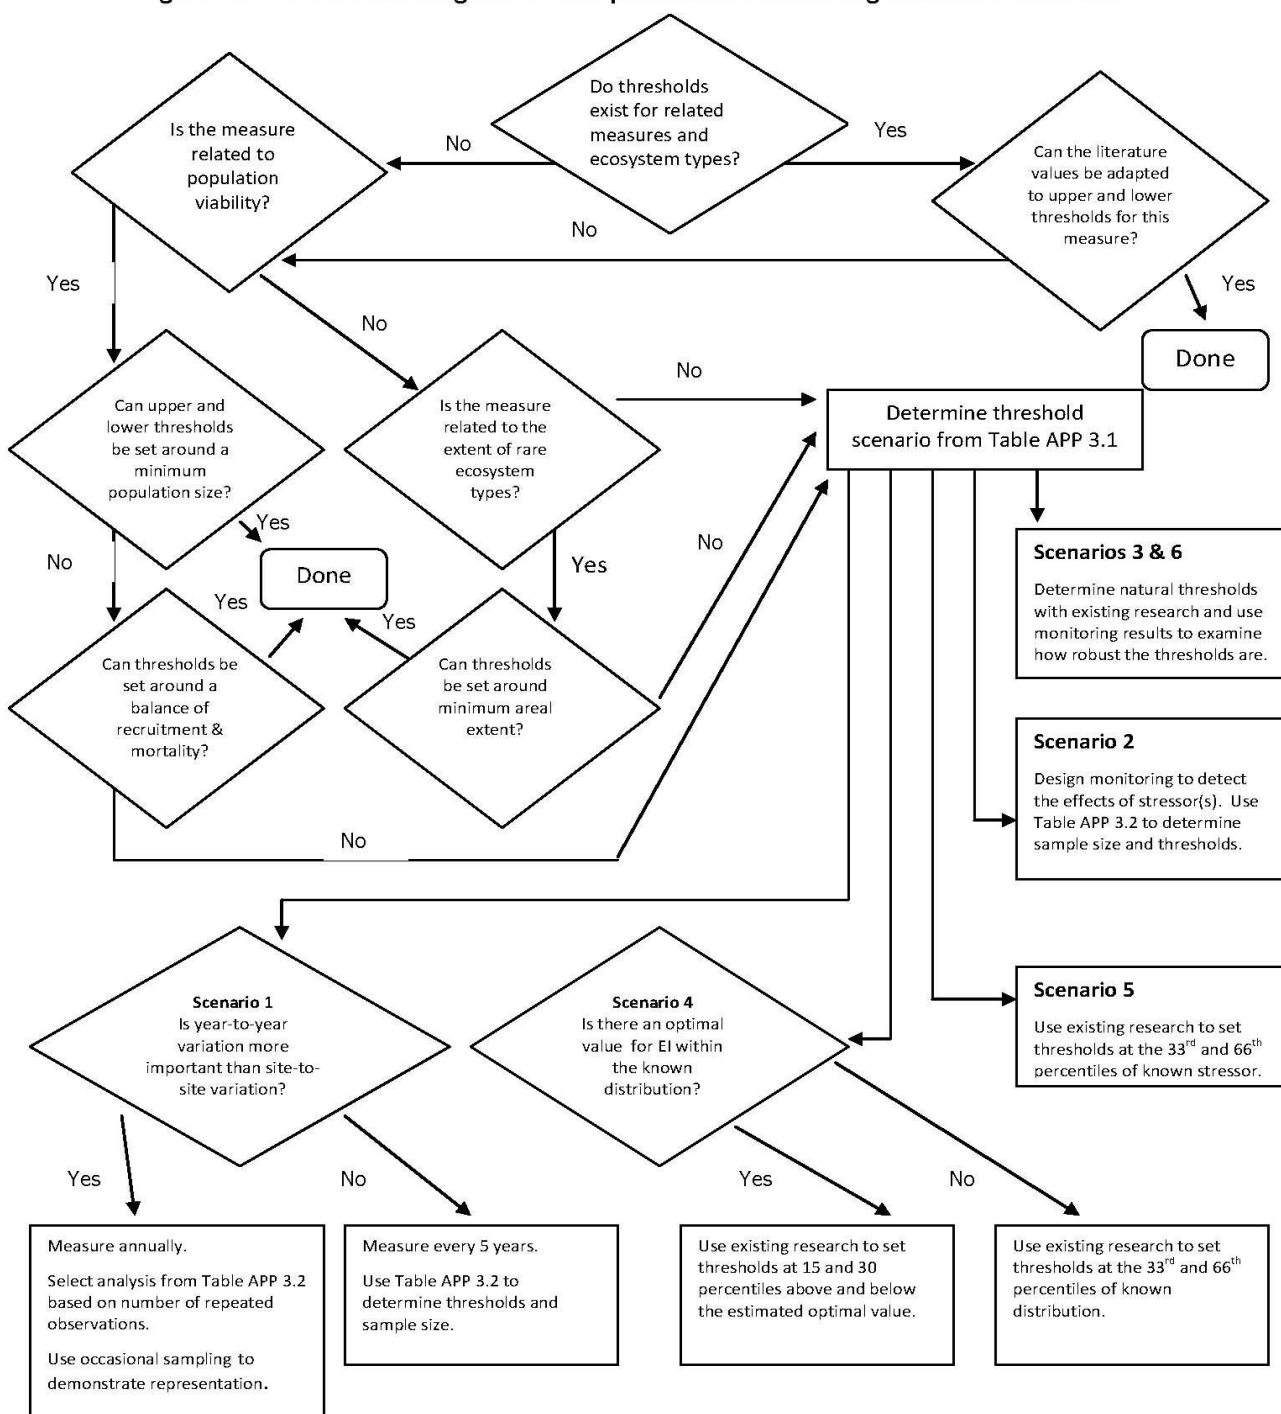 Do thresholds
exist for related
measures and
ecosystem types?
No
Yes
Is the measure
related to
population
viability?
Can the literature
values be adapted
to upper and lower
thresholds for this
measure?
No
Yes
Yes
Done
No
Can upper and
lower thresholds
be set around a
minimum
population size?
Is the measure
related to the
extent of rare
ecosystem
types?
No
Determine threshold
scenario from Table APP 3.1
Yes
No
Done
Yes
No
Yes
Yes
Can thresholds be
set around a
balance of
recruitment &
mortality?
Can thresholds
be set around
minimum areal
extent?
No
Scenarios 3 & 6
Determine natural thresholds
with existing research and use
monitoring results to examine
how robust the thresholds are.
Scenario 2
Design monitoring to detect
the effects of stressor(s). Use
Table APP 3.2 to determine
sample size and thresholds.
Scenario 5
Use existing research to set
thresholds at the 33rd and 66th
percentiles of known stressor.
Scenario 1
Is year-to-year
variation more
important than site-to-
site variation?
Scenario 4
Is there an optimal
value for EI within
the known
distribution?
Yes
No
Yes
No
Measure annually.
Select analysis from Table APP 3.2
based on number of repeated
observations.
Use occasional sampling to
demonstrate representation.
Measure every 5 years.
Use Table APP 3.2 to
determine thresholds and
sample size.
Use existing research to set
thresholds at 15 and 30
percentiles above and below
the estimated optimal value.
Use existing research to set
thresholds at the 33rd and 66th
percentiles of known
distribution.